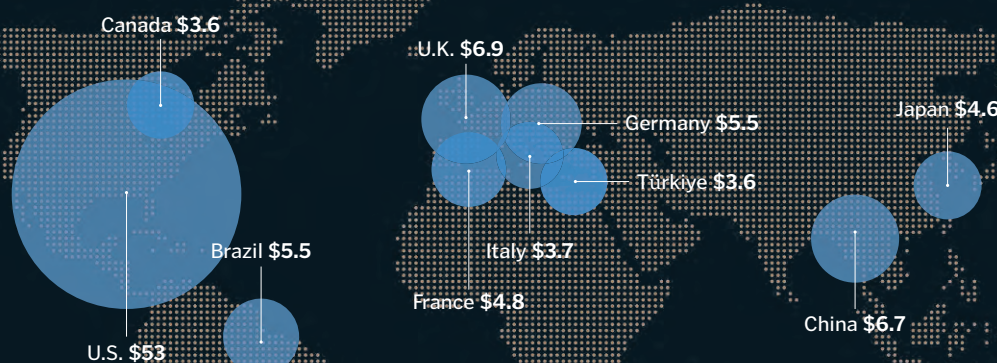 Canada $3.6
U.K. $6.9
Germany $5.5
Japan $4.6
Türkiye $3.6
Brazil $5.5
Italy $3.7
France $4.8
China $6.7
U.S. $53